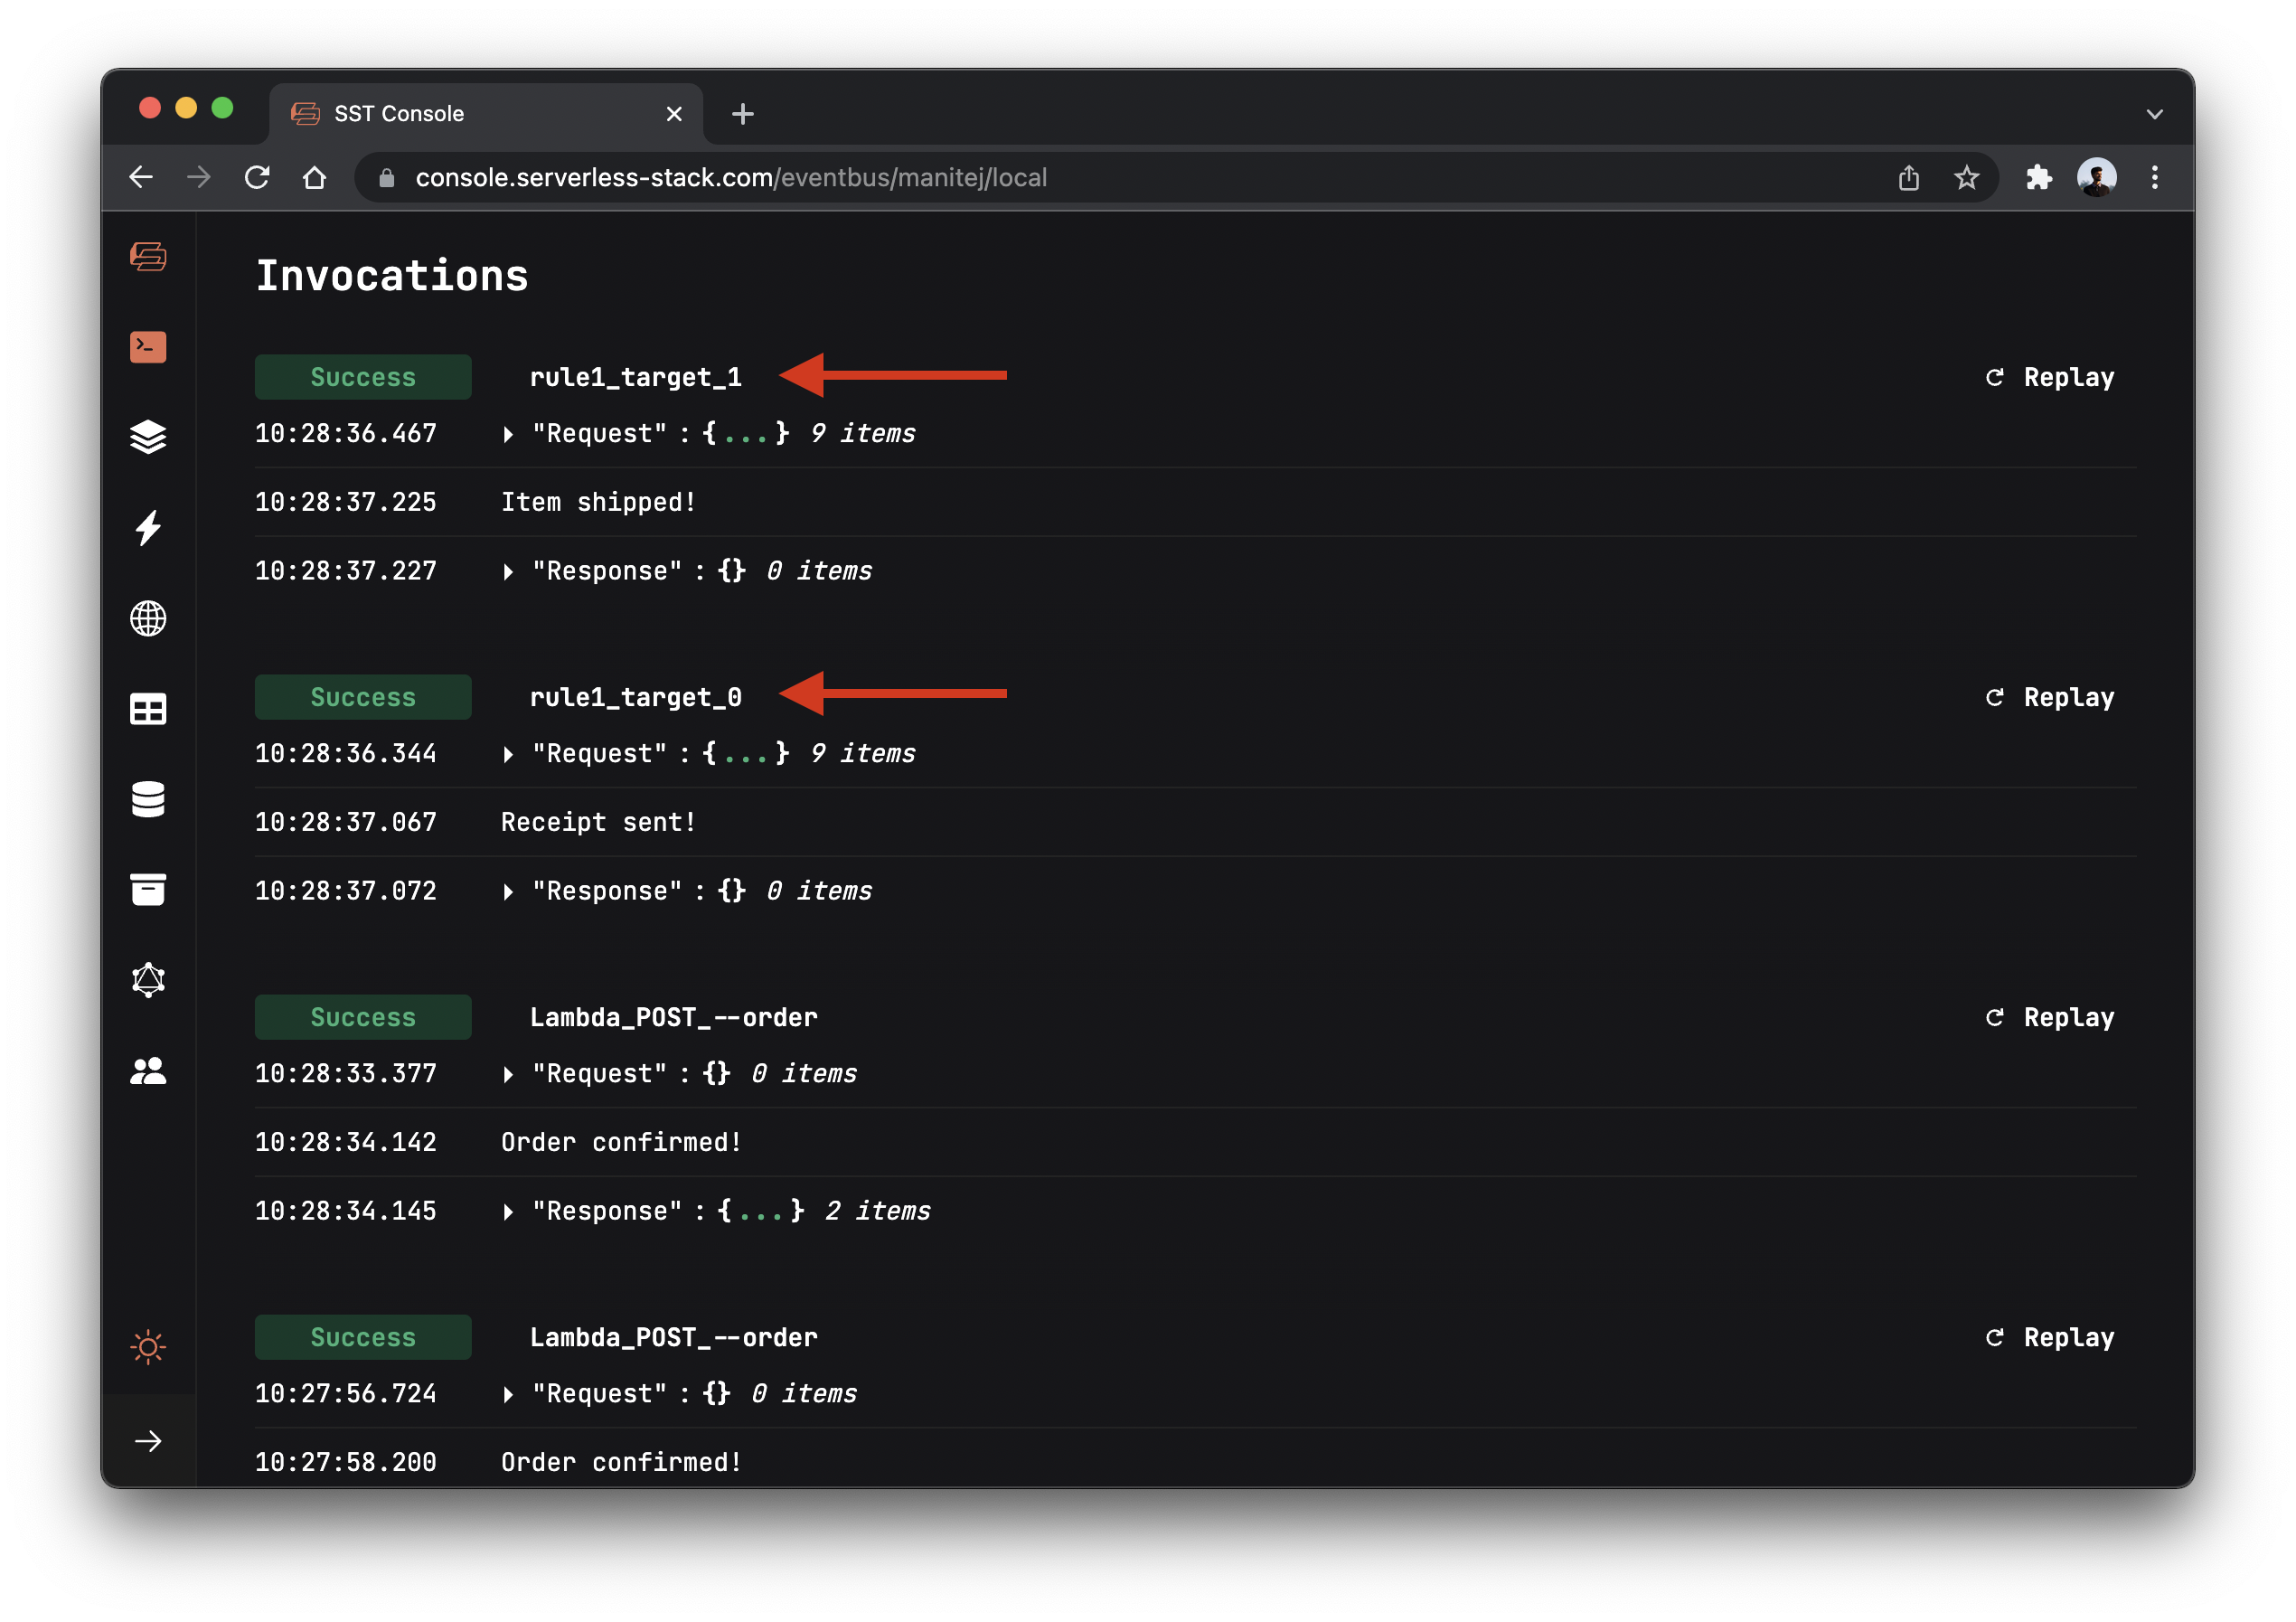 SST Console
console.serverless-stack.com/eventbus/manitej/local
Invocations
Success rule1_target_1 Replay
10:28:36.467 "Request" : {...} 9 items
10:28:37.225 Item shipped!
10:28:37.227 "Response" : {} 0 items
Success rule1_target_0 Replay
10:28:36.344 "Request" : {...} 9 items
10:28:37.067 Receipt sent!
10:28:37.072 "Response" : {} 0 items
Success Lambda_POST_--order Replay
10:28:33.377 "Request" : {} 0 items
10:28:34.142 Order confirmed!
10:28:34.145 "Response" : {...} 2 items
Success Lambda_POST_--order Replay
10:27:56.724 "Request" : {} 0 items
10:27:58.200 Order confirmed!